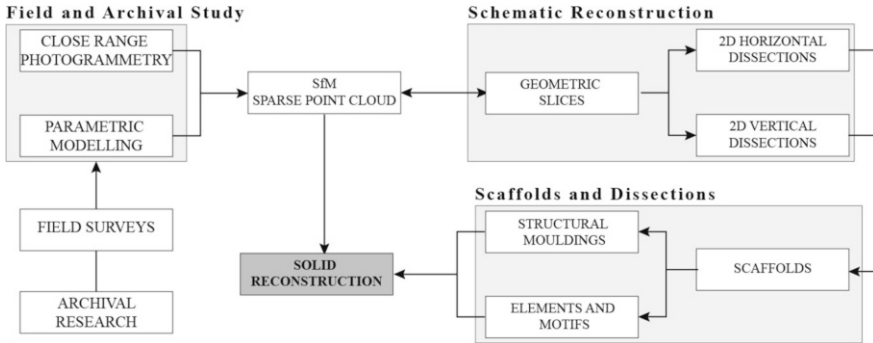 Field and Archival Study
CLOSE RANGE
PHOTOGRAMMETRY
PARAMETRIC
MODELLING
FIELD SURVEYS
ARCHIVAL
RESEARCH
SfM
SPARSE POINT CLOUD
SOLID
RECONSTRUCTION
Schematic Reconstruction
GEOMETRIC
SLICES
2D HORIZONTAL
DISSECTIONS
2D VERTICAL
DISSECTIONS
Scaffolds and Dissections
STRUCTURAL
MOULDINGS
ELEMENTS AND
MOTIFS
SCAFFOLDS